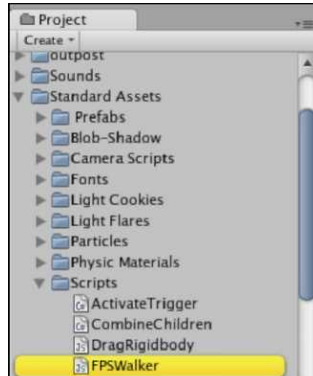 Project
Create
outpost
Sounds
Standard Assets
Prefabs
Blob-Shadow
Camera Scripts
Fonts
Light Cookies
Light Flares
Particles
Physic Materials
Scripts
ActivateTrigger
CombineChildren
DragRigidbody
FPSWalker